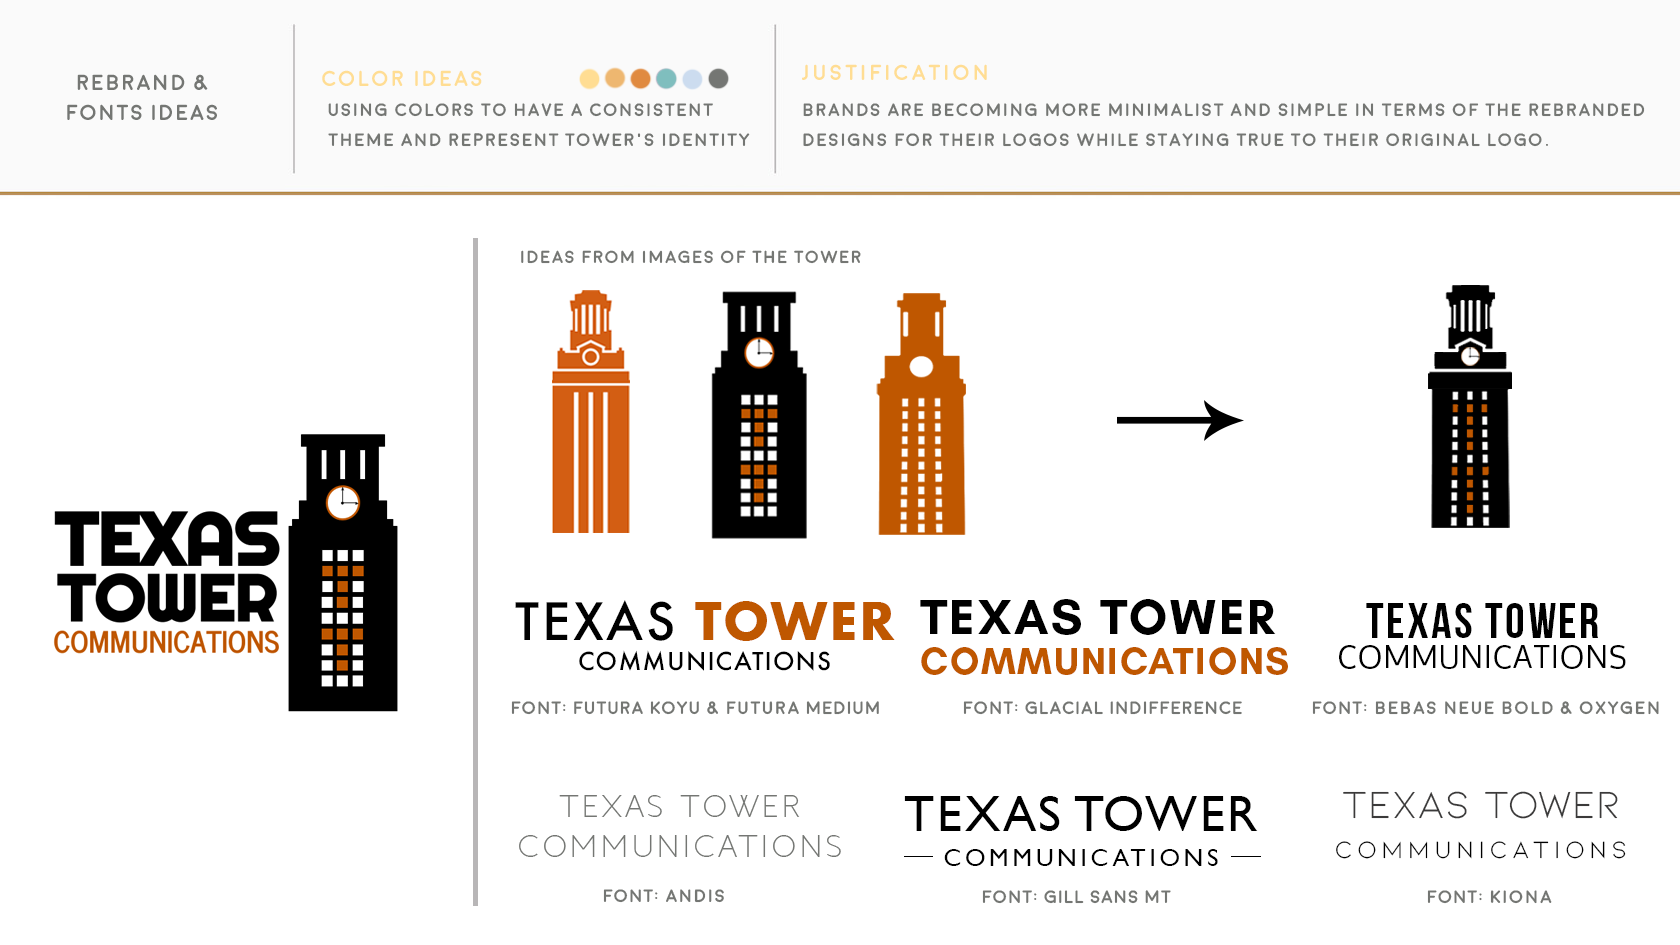 REBRAND &
FONTS IDEAS
COLOR IDEAS
USING COLORS TO HAVE A CONSISTENT
THEME AND REPRESENT TOWER'S IDENTITY
JUSTIFICATION
BRANDS ARE BECOMING MORE MINIMALIST AND SIMPLE IN TERMS OF THE REBRANDED
DESIGNS FOR THEIR LOGOS WHILE STAYING TRUE TO THEIR ORIGINAL LOGO.
TEXAS
TOWER
COMMUNICATIONS
IDEAS FROM IMAGES OF THE TOWER
TEXAS TOWER
COMMUNICATIONS
FONT: FUTURA KOYU & FUTURA MEDIUM
TEXAS TOWER
COMMUNICATIONS
FONT: GLACIAL INDIFFERENCE
TEXAS TOWER
COMMUNICATIONS
FONT: BEBAS NEUE BOLD & OXYGEN
TEXAS TOWER
COMMUNICATIONS
FONT: ANDIS
TEXAS TOWER
COMMUNICATIONS
FONT: GILL SANS MT
TEXAS TOWER
COMMUNICATIONS
FONT: KIONA